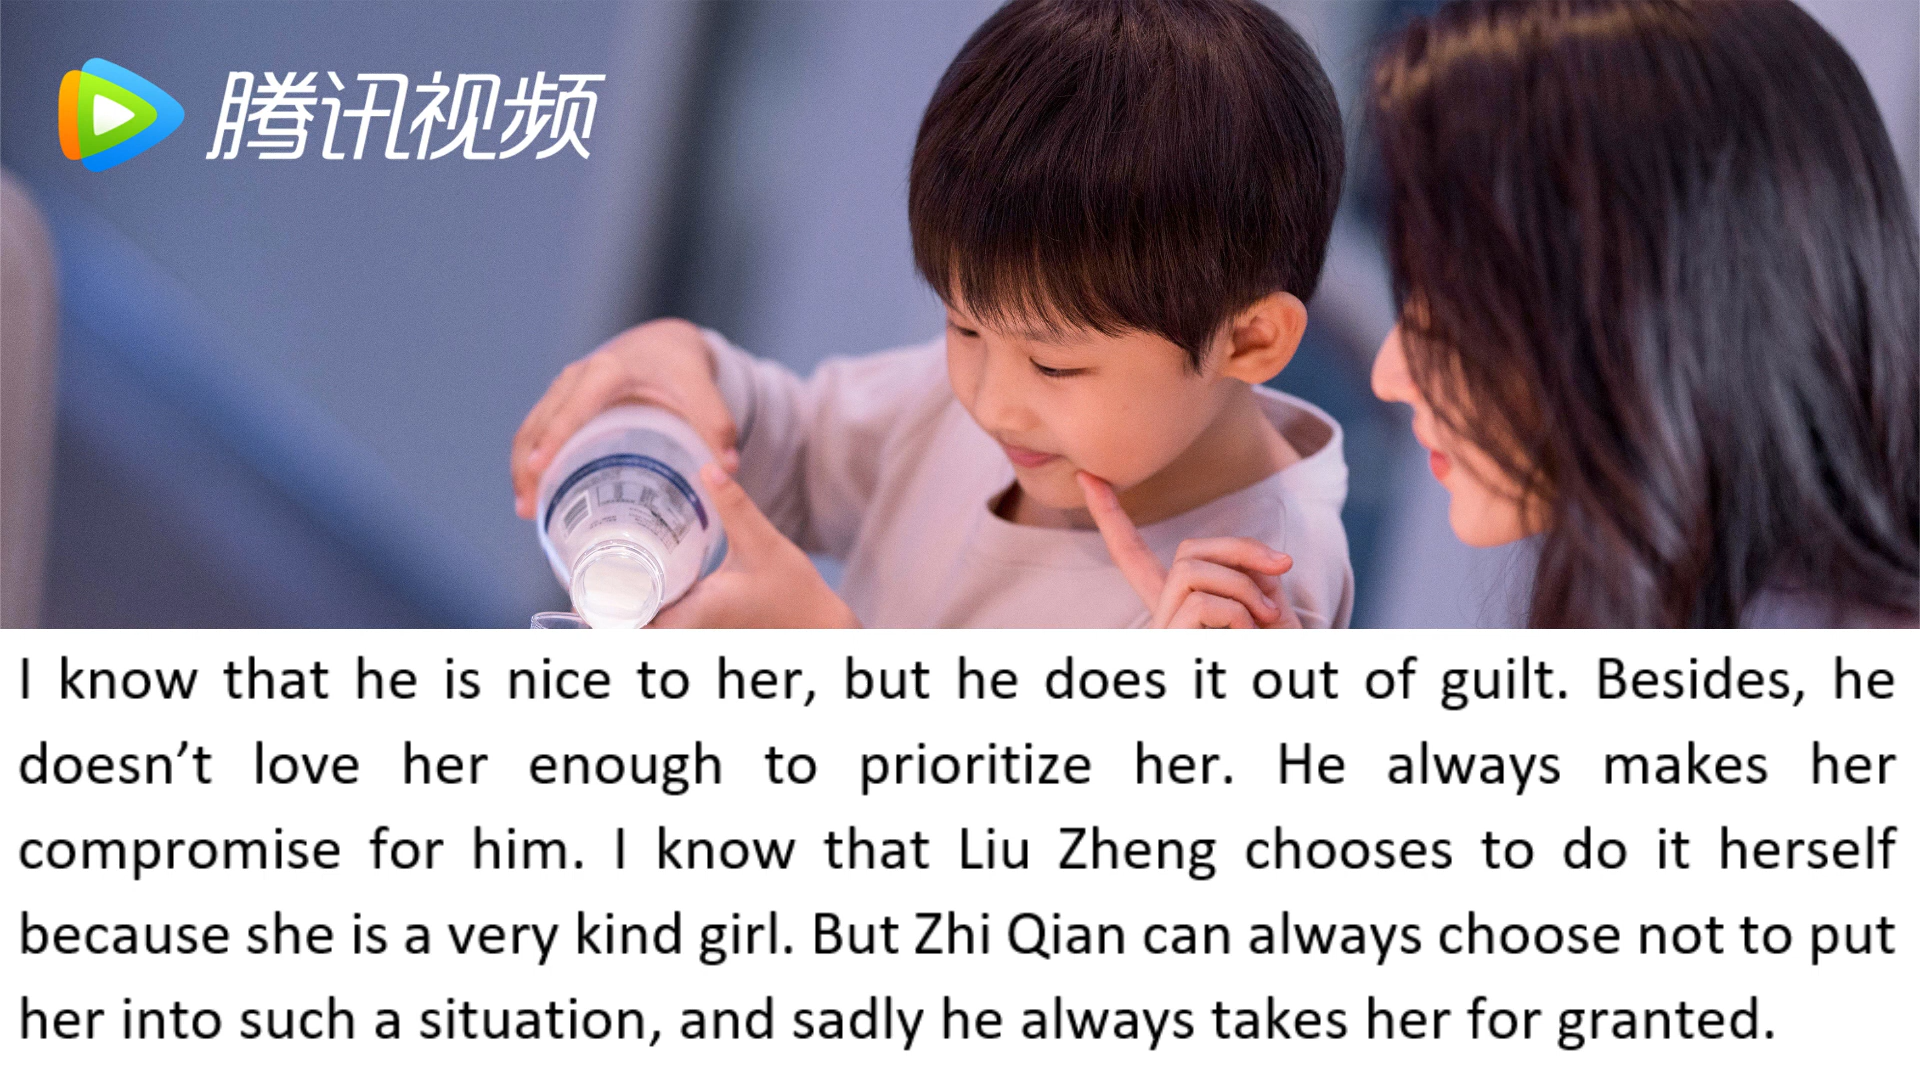 腾讯视频
I know that he is nice to her, but he does it out of guilt. Besides, he
doesn’t love her enough to prioritize her. He always makes her
compromise for him. I know that Liu Zheng chooses to do it herself
because she is a very kind girl. But Zhi Qian can always choose not to put
her into such a situation, and sadly he always takes her for granted.